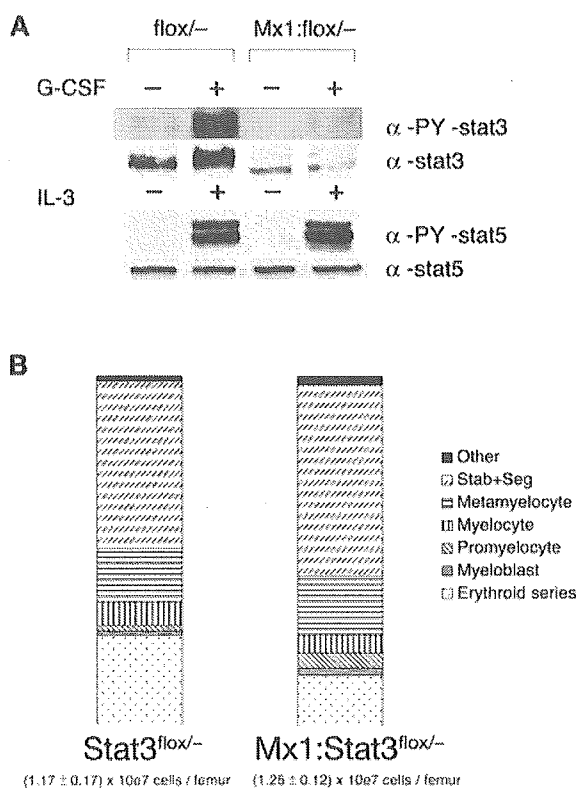 A
flox/– Mx1:flox/–
G-CSF – + – +
α -PY -stat3
α -stat3
IL-3 – + – +
α -PY -stat5
α -stat5
B
Other
Stab+Seg
Metamyelocyte
Myelocyte
Promyelocyte
Myeloblast
Erythroid series
Stat3flox/– Mx1:Stat3flox/–
(1.17 ± 0.17) x 10e7 cells / femur (1.25 ± 0.12) x 10e7 cells / femur